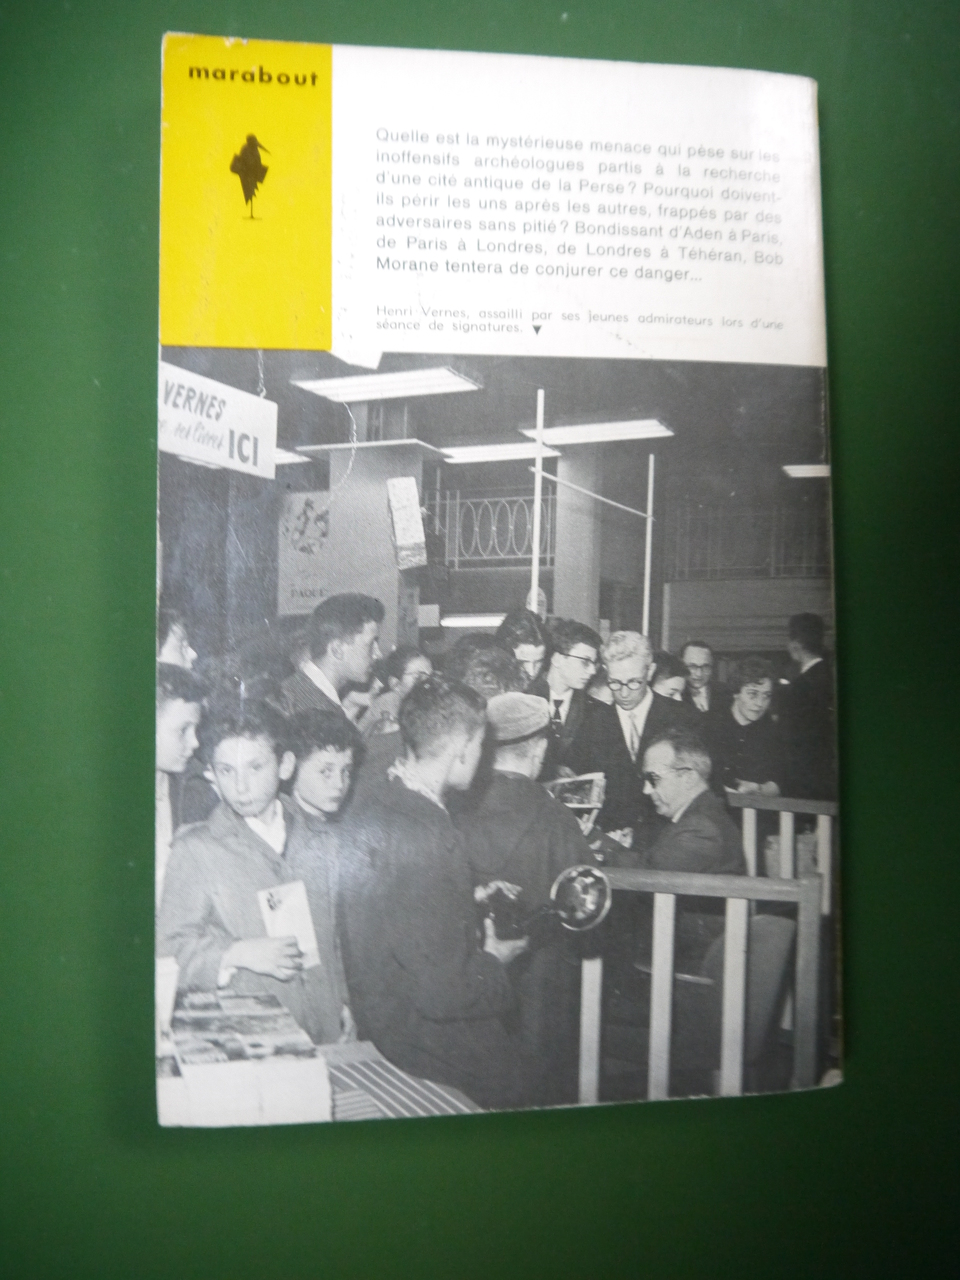 marabout
Quelle est la mystérieuse menace qui pèse sur les
inoffensifs archéologues partis à la recherche
d'une cité antique de la Perse ? Pourquoi doivent-
ils périr les uns après les autres, frappés par des
adversaires sans pitié ? Bondissant d'Aden à Paris,
de Paris à Londres, de Londres à Téhéran, Bob
Morane tentera de conjurer ce danger...
Henri Vernes, assailli par ses jeunes admirateurs lors d'une
séance de signatures.
VERNES
ses livres ICI
PAQUES